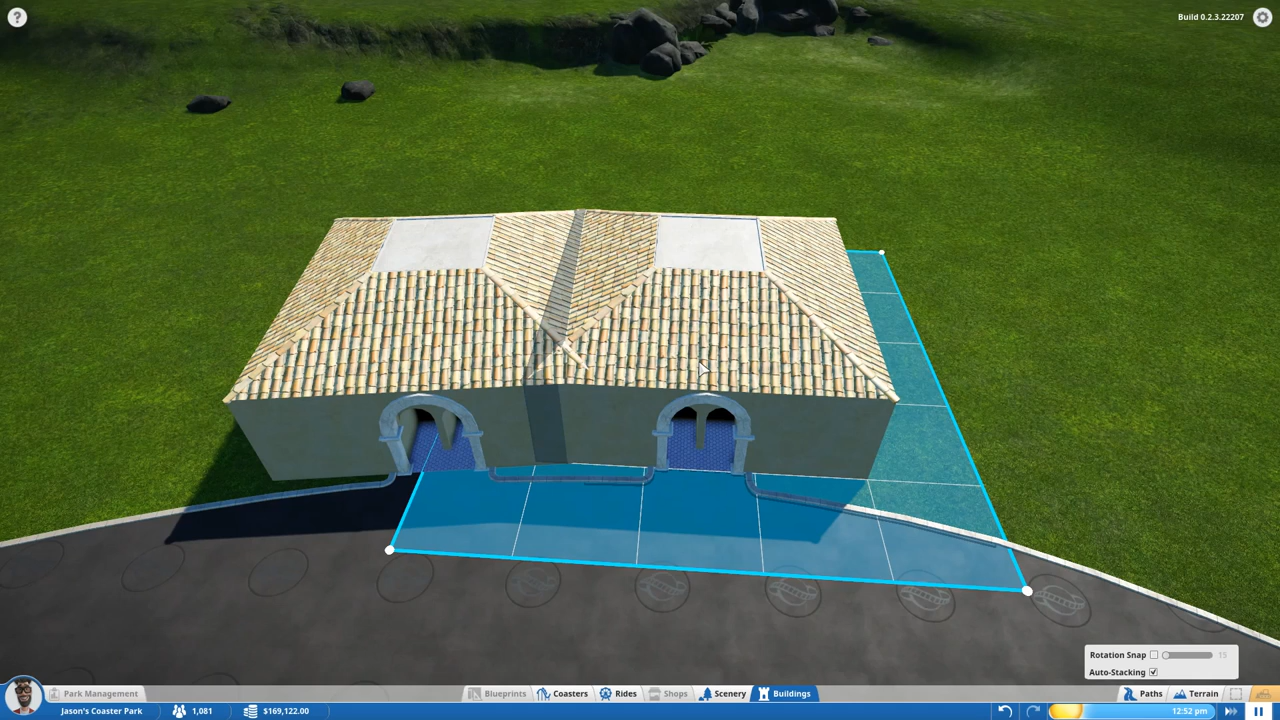 ?
Build 0.2.3.22207
Rotation Snap 15
Auto-Stacking
Park Management Blueprints Coasters Rides Shops Scenery Buildings Paths Terrain
Jason's Coaster Park 1,081 $169,122.00 12:52 pm